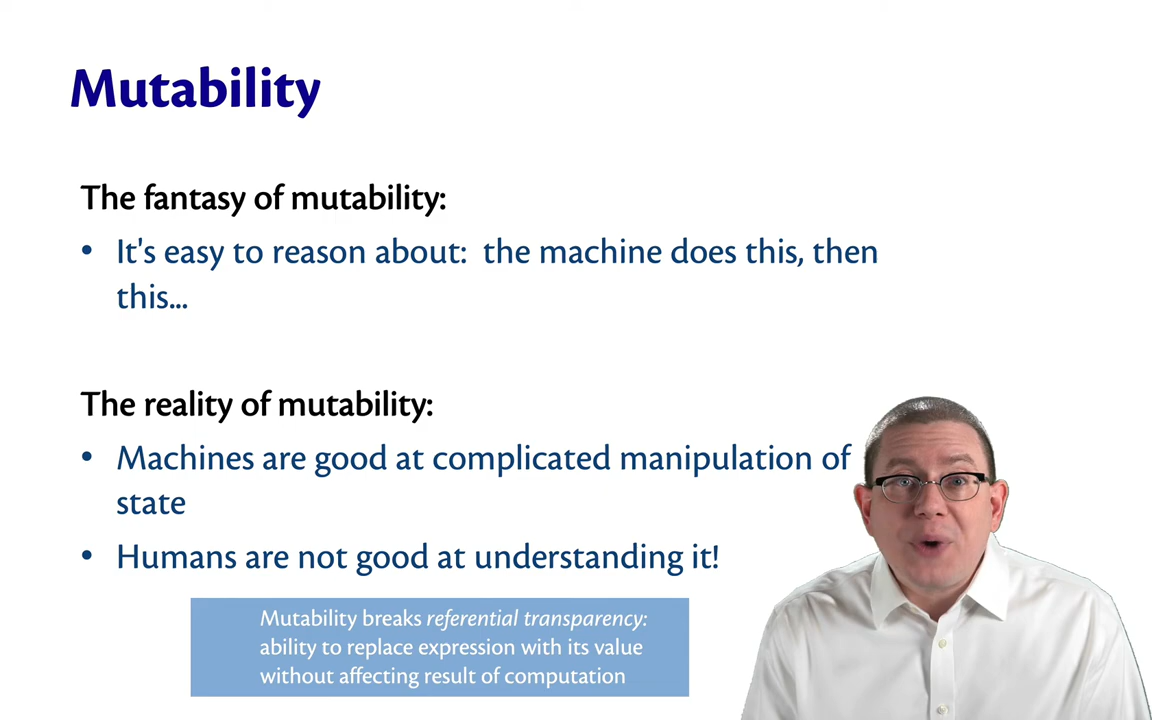 Mutability
The fantasy of mutability:
• It's easy to reason about:  the machine does this, then
this...
The reality of mutability:
• Machines are good at complicated manipulation of
state
• Humans are not good at understanding it!
Mutability breaks referential transparency:
ability to replace expression with its value
without affecting result of computation